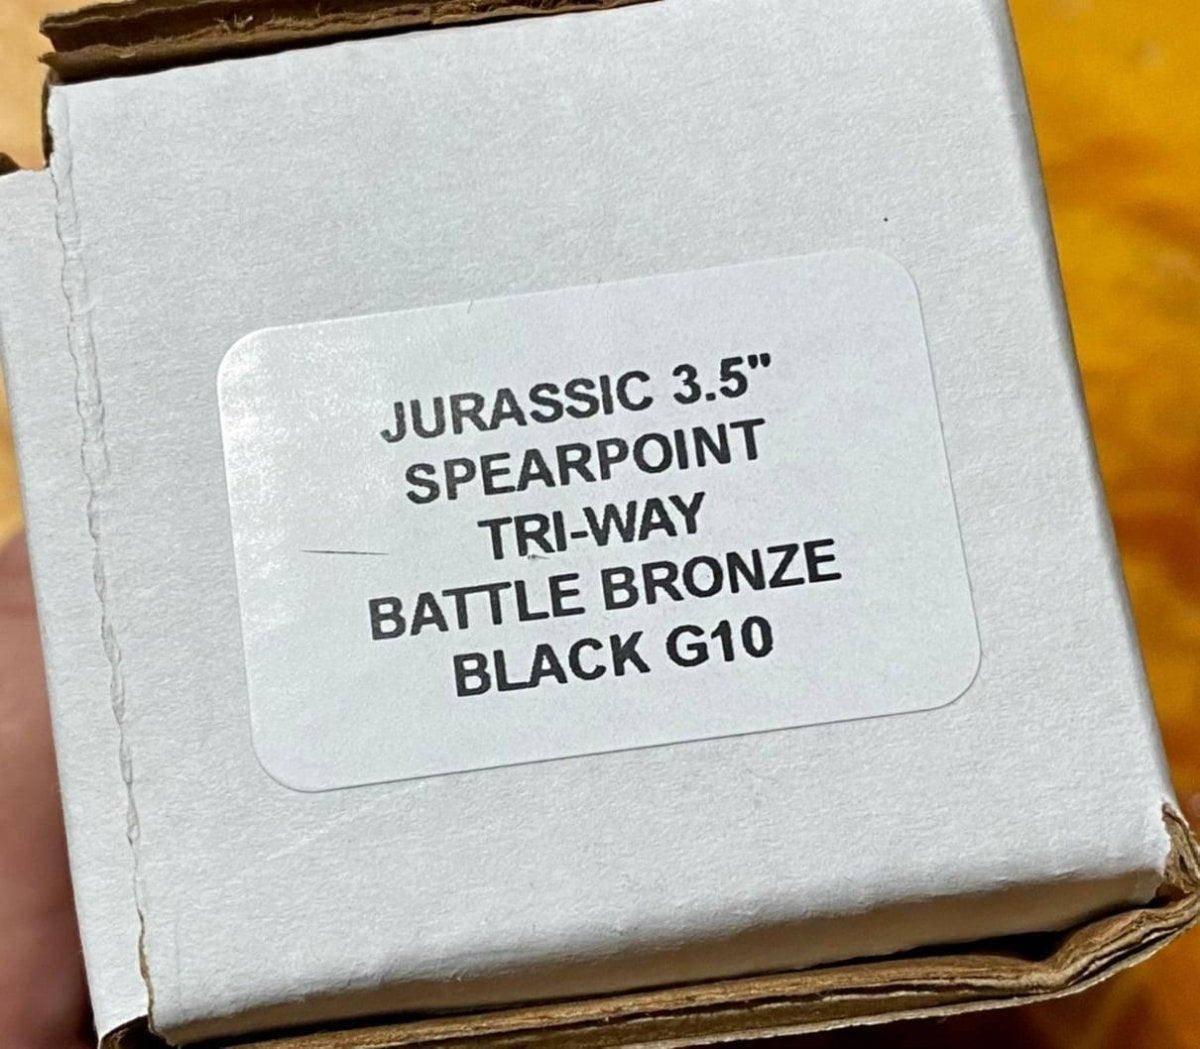 JURASSIC 3.5"
SPEARPOINT
TRI-WAY
BATTLE BRONZE
BLACK G10